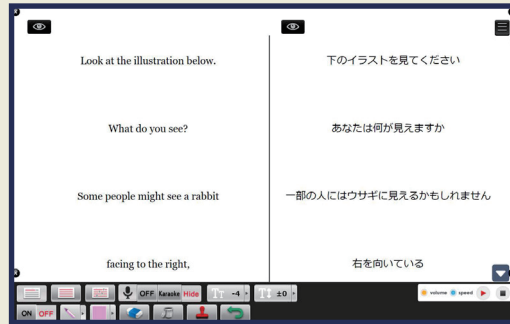 Look at the illustration below.
下のイラストを見てください
What do you see?
あなたは何が見えますか
Some people might see a rabbit
一部の人にはウサギに見えるかもしれません
facing to the right,
右を向いている
OFF Karaoke Hide -4 ±0
volume speed
ON OFF